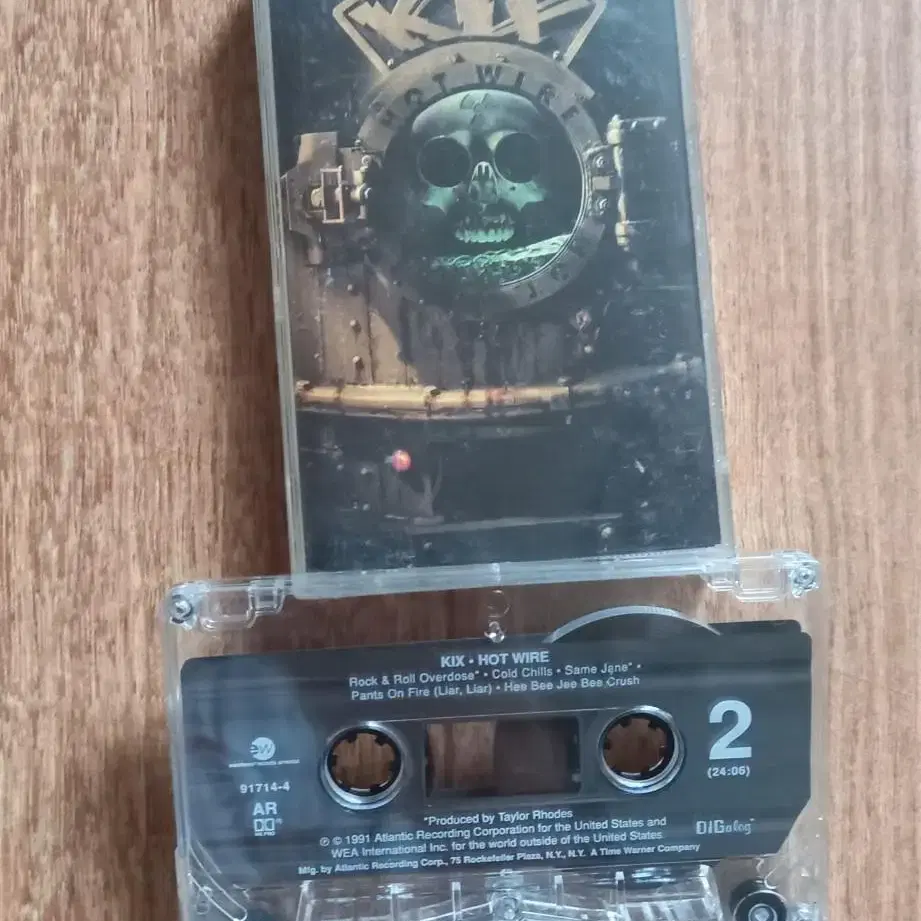 KIX
HOT WIRE
KIX • HOT WIRE
Rock & Roll Overdose* • Cold Chills • Same Jane* •
Pants On Fire (Liar, Liar) • Hee Bee Jee Bee Crush
2
(24:06)
91714-4
AR
*Produced by Taylor Rhodes
℗ © 1991 Atlantic Recording Corporation for the United States and
WEA International Inc. for the world outside of the United States
DIGalog™
Mfg. by Atlantic Recording Corp., 75 Rockefeller Plaza, N.Y., N.Y. A Time Warner Company